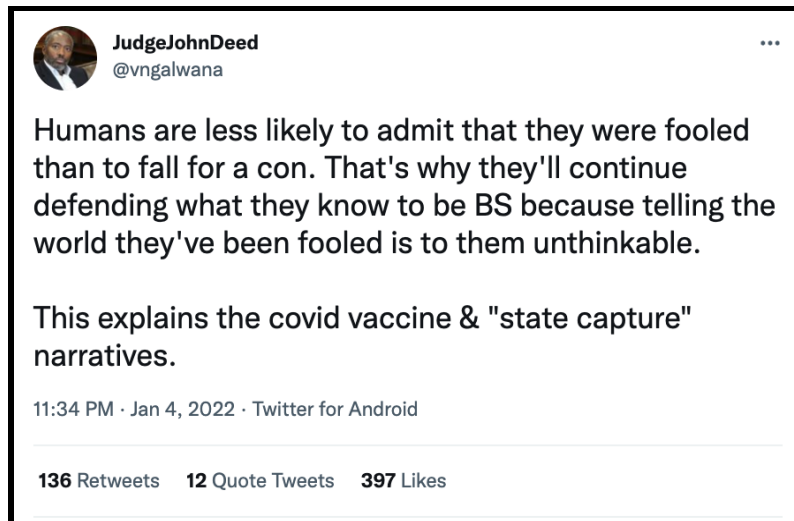 JudgeJohnDeed
@vngalwana
Humans are less likely to admit that they were fooled
than to fall for a con. That's why they'll continue
defending what they know to be BS because telling the
world they've been fooled is to them unthinkable.
This explains the covid vaccine & "state capture"
narratives.
11:34 PM · Jan 4, 2022 · Twitter for Android
136 Retweets 12 Quote Tweets 397 Likes